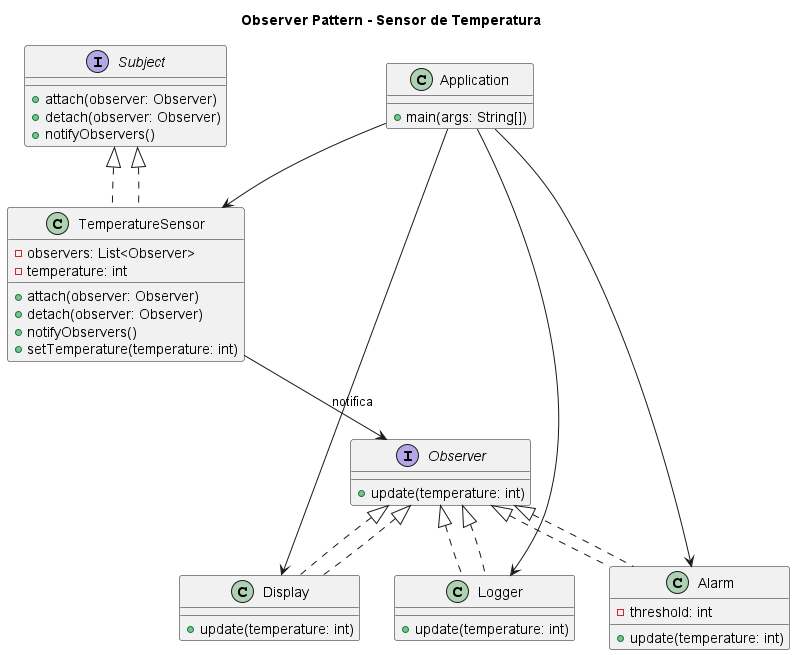 Observer Pattern - Sensor de Temperatura
I Subject
attach(observer: Observer)
detach(observer: Observer)
notifyObservers()
C Application
main(args: String[])
C TemperatureSensor
observers: List<Observer>
temperature: int
attach(observer: Observer)
detach(observer: Observer)
notifyObservers()
setTemperature(temperature: int)
notifica
I Observer
update(temperature: int)
C Display
update(temperature: int)
C Logger
update(temperature: int)
C Alarm
threshold: int
update(temperature: int)